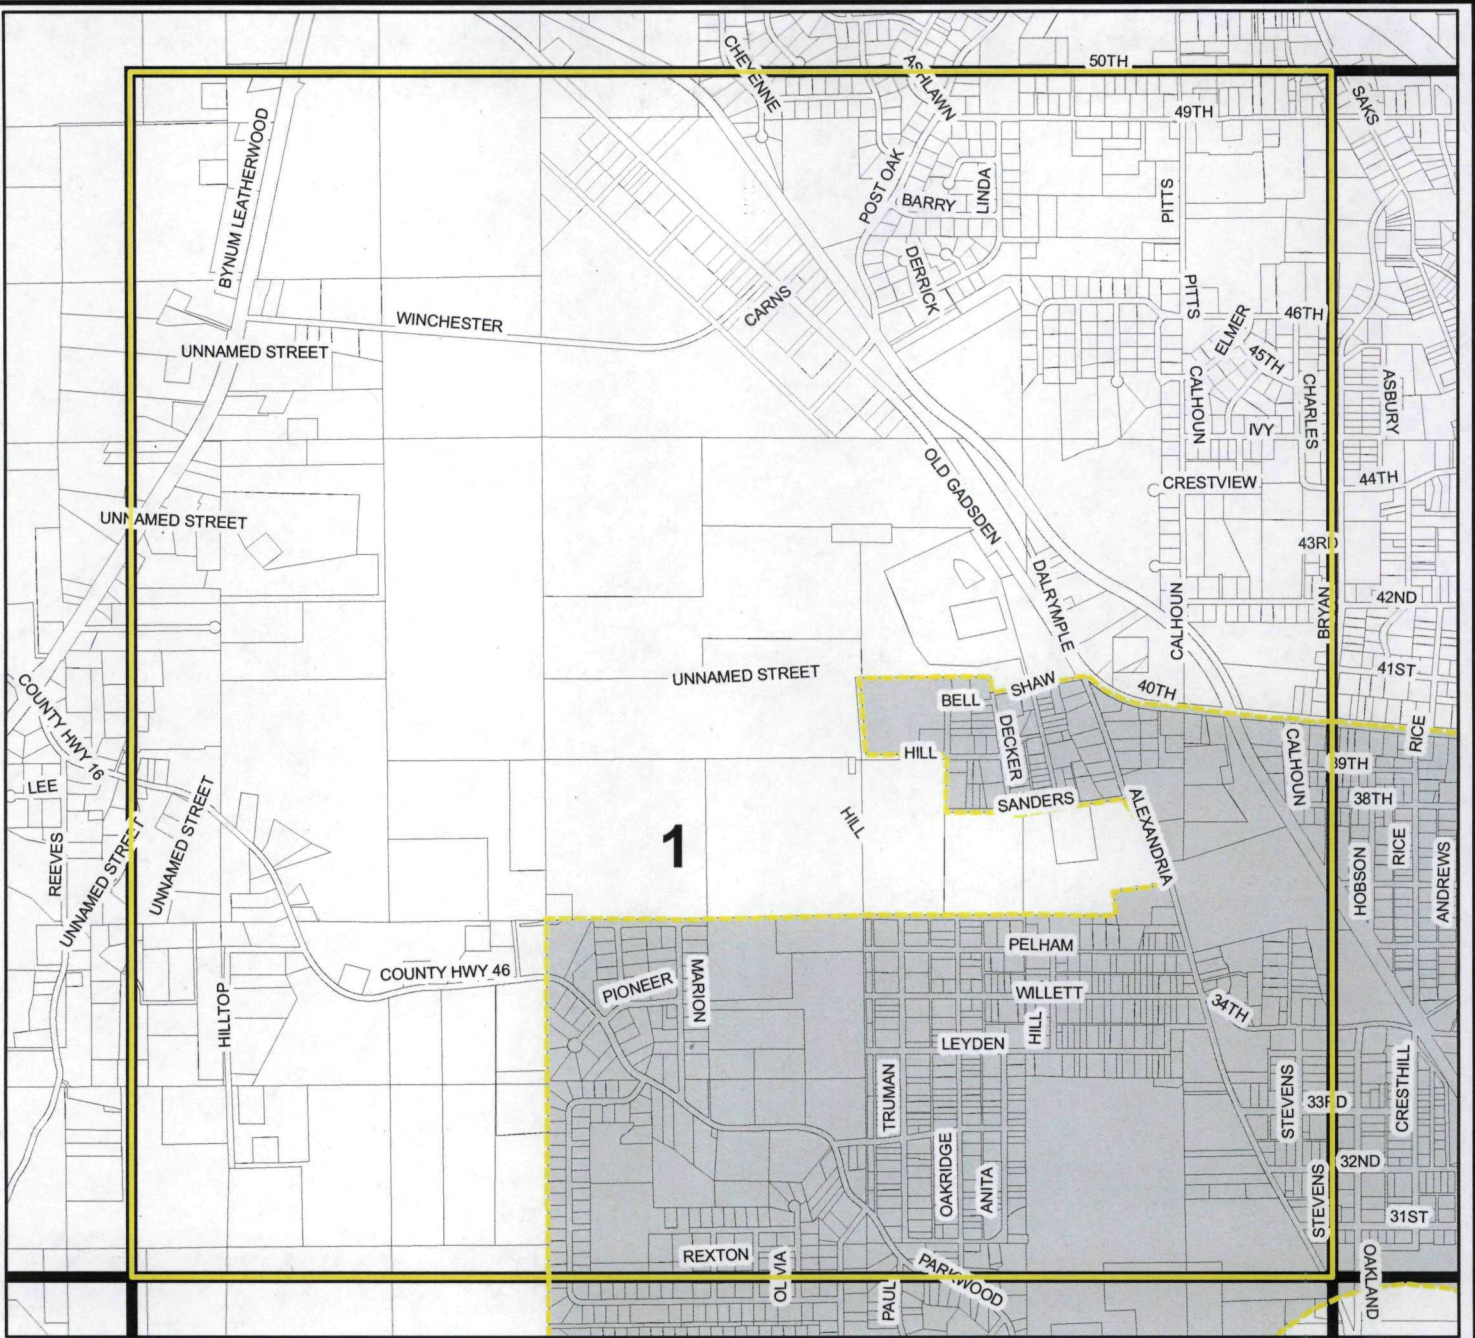 CHEYENNE
ASHLAWN
50TH
SAKS
49TH
BYNUM LEATHERWOOD
POST OAK
BARRY
LINDA
PITTS
DERRICK
CARNS
PITTS
WINCHESTER
46TH
ELMER
UNNAMED STREET
45TH
CALHOUN
CHARLES
ASBURY
IVY
OLD GADSDEN
CRESTVIEW
44TH
UNNAMED STREET
43RD
DALRYMPLE
CALHOUN
BRYAN
42ND
UNNAMED STREET
41ST
SHAW
40TH
BELL
COUNTY HWY 16
DECKER
HILL
CALHOUN
RICE
39TH
LEE
SANDERS
38TH
HILL
ALEXANDRIA
1
REEVES
UNNAMED STREET
UNNAMED STREET
HOBSON
RICE
ANDREWS
PELHAM
COUNTY HWY 46
PIONEER
MARION
WILLETT
34TH
HILLTOP
HILL
LEYDEN
TRUMAN
STEVENS
33RD
CRESTHILL
OAKRIDGE
ANITA
32ND
STEVENS
31ST
REXTON
OLIVIA
PARKWOOD
PAUL
OAKLAND